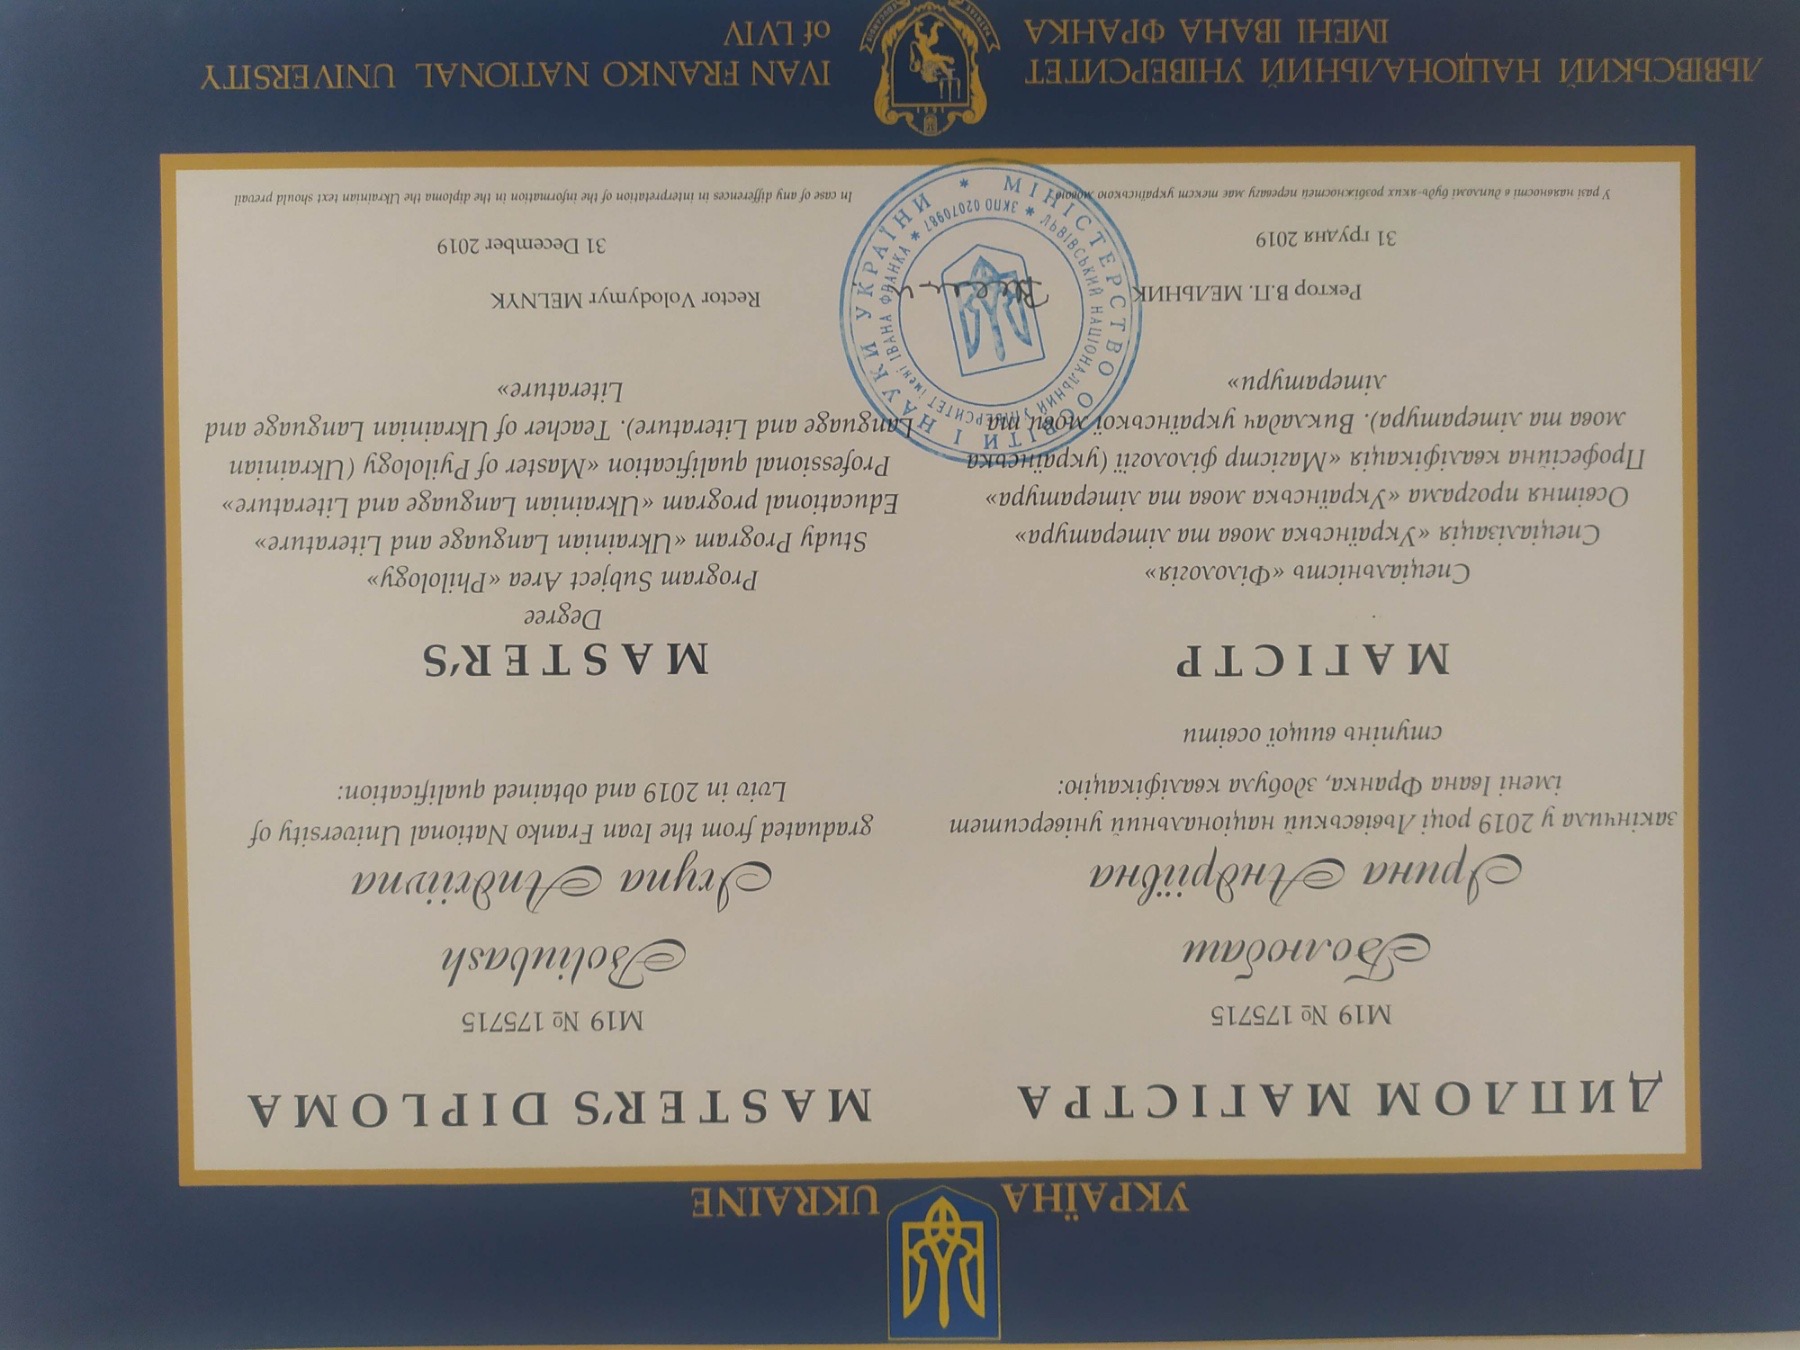 УКРАЇНА
UKRAINE
ДИПЛОМ МАГІСТРА
М19 № 175715
Болюбаш
Ірина Андріївна
закінчила у 2019 році Львівський національний університет
імені Івана Франка, здобула кваліфікацію:
ступінь вищої освіти
МАГІСТР
Спеціальність «Філологія»
Спеціалізація «Українська мова та література»
Освітня програма «Українська мова та література»
Професійна кваліфікація «Магістр філології (українська
мова та література). Викладач української мови та
літератури»
Ректор В.П. МЕЛЬНИК
31 грудня 2019
У разі наявності в дипломі будь-яких розбіжностей перевагу має текст українською мовою
MASTER'S DIPLOMA
M19 № 175715
Boliubash
Iryna Andriivna
graduated from the Ivan Franko National University of
Lviv in 2019 and obtained qualification:
MASTER'S
Degree
Program Subject Area «Philology»
Study Program «Ukrainian Language and Literature»
Educational program «Ukrainian Language and Literature»
Professional qualification «Master of Pyilology (Ukrainian
Language and Literature). Teacher of Ukrainian Language and
Literature»
Rector Volodymyr MELNYK
31 December 2019
In case of any differences in interpretation of the information in the diploma the Ukrainian text should prevail
МІНІСТЕРСТВО ОСВІТИ І НАУКИ УКРАЇНИ
ЛЬВІВСЬКИЙ НАЦІОНАЛЬНИЙ УНІВЕРСИТЕТ імені ІВАНА ФРАНКА
ЗКПО 02070987
ЛЬВІВСЬКИЙ НАЦІОНАЛЬНИЙ УНІВЕРСИТЕТ
ІМЕНІ ІВАНА ФРАНКА
1661
IVAN FRANKO NATIONAL UNIVERSITY
of LVIV